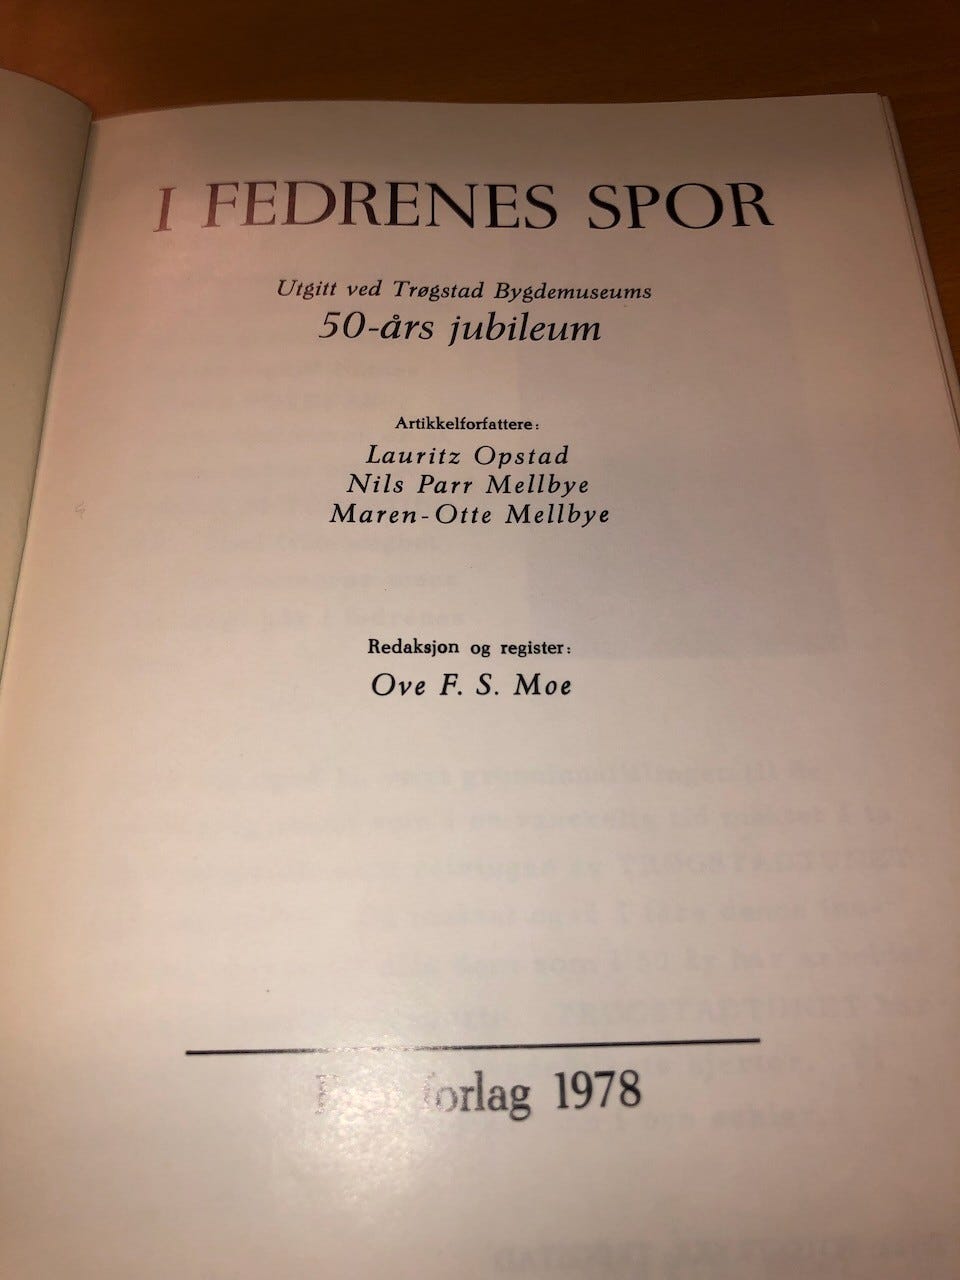 I FEDRENES SPOR
Utgitt ved Trøgstad Bygdemuseums
50-års jubileum
Artikkelforfattere:
Lauritz Opstad
Nils Parr Mellbye
Maren-Otte Mellbye
Redaksjon og register:
Ove F. S. Moe
forlag 1978